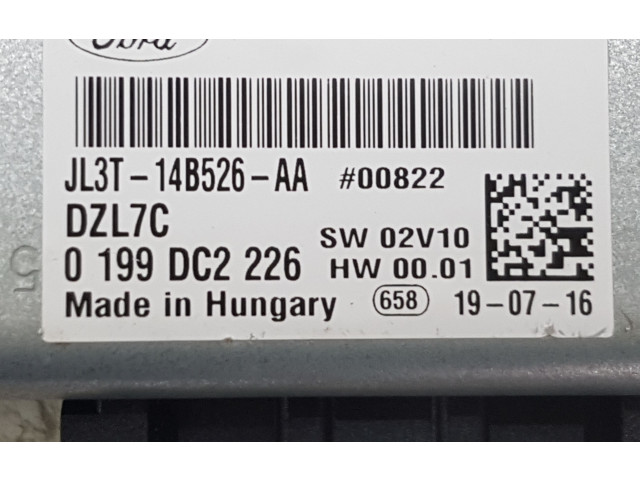 Ford
JL3T-14B526-AA #00822
DZL7C
SW 02V10
0 199 DC2 226 HW 00.01
Made in Hungary 658 19-07-16